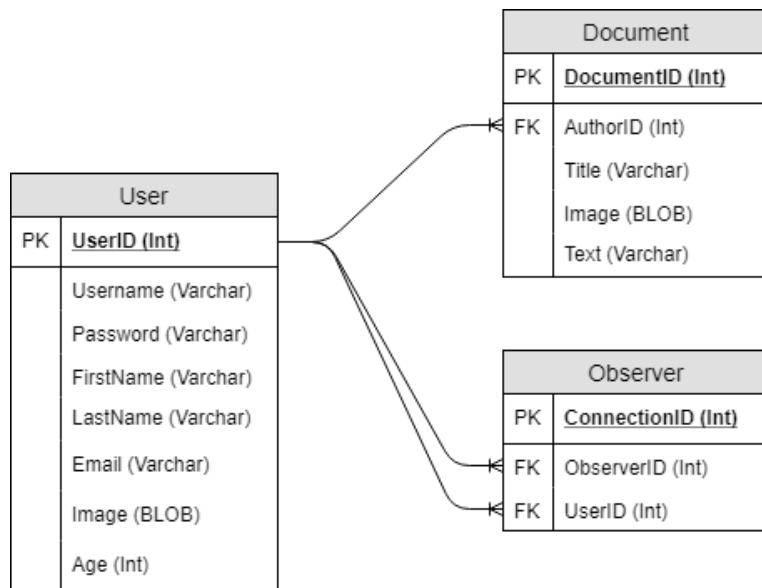 Document
PK DocumentID (Int)
FK AuthorID (Int)
Title (Varchar)
Image (BLOB)
Text (Varchar)
User
PK UserID (Int)
Username (Varchar)
Password (Varchar)
FirstName (Varchar)
LastName (Varchar)
Email (Varchar)
Image (BLOB)
Age (Int)
Observer
PK ConnectionID (Int)
FK ObserverID (Int)
FK UserID (Int)